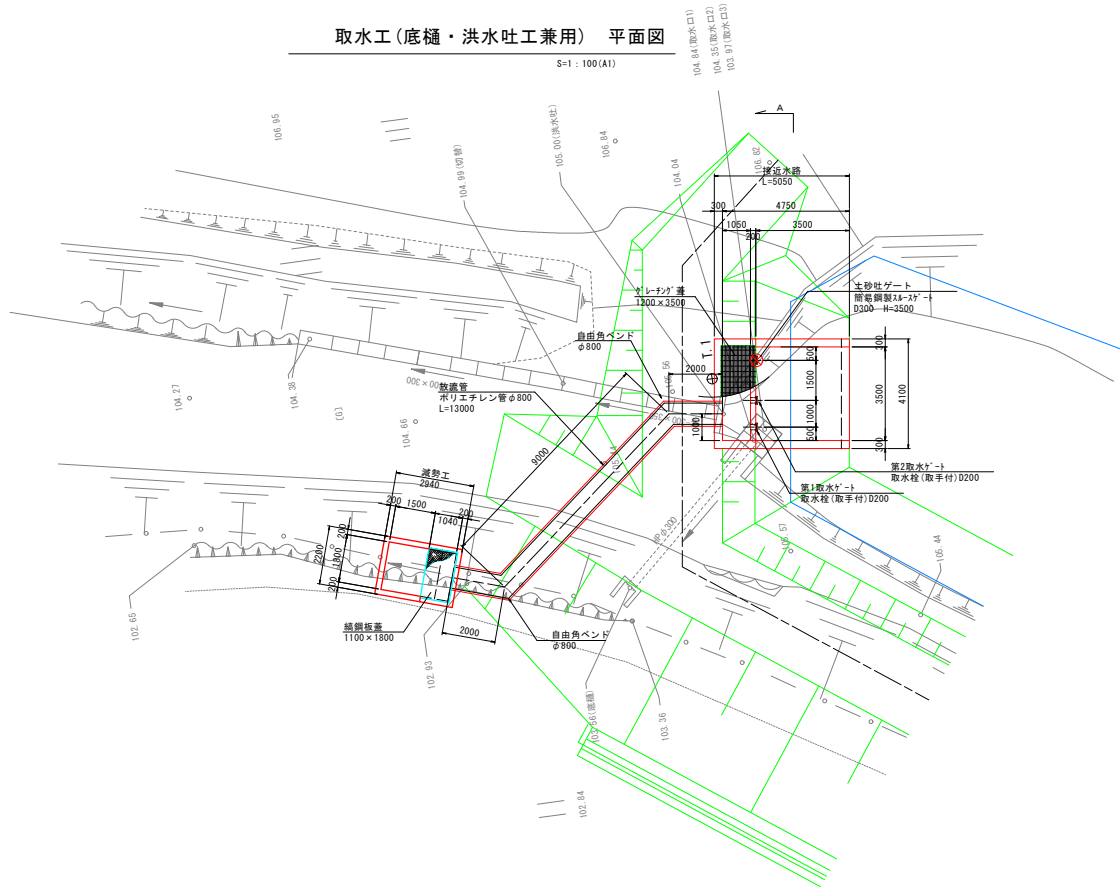 取水工(底樋・洪水吐工兼用) 平面図
S=1：100(A1)
104.84(取水口1)
104.35(取水口2)
103.97(取水口3)
A
106.95
106.84
105.00(洪水吐)
104.99(切替)
104.04
106.82
接近水路
L=5050
300
4750
1050
3500
200
グレーチング蓋
1200×3500
土砂吐ゲート
簡易鋼製スルースゲート
D300 H=3500
自由角ベンド
φ800
2000
放流管
ポリエチレン管φ800
L=13000
300
500
1500
3500
4100
1000
500
300
1000
9000
第2取水ゲート
取水栓(取手付)D200
第1取水ゲート
取水栓(取手付)D200
104.27
104.38
[G]
104.66
HPφ300
105.57
105.44
減勢工
2940
200
1500
200
1040
200
2200
1800
200
102.65
縞鋼板蓋
1100×1800
102.93
2000
自由角ベンド
φ800
103.56(底樋)
103.36
102.84